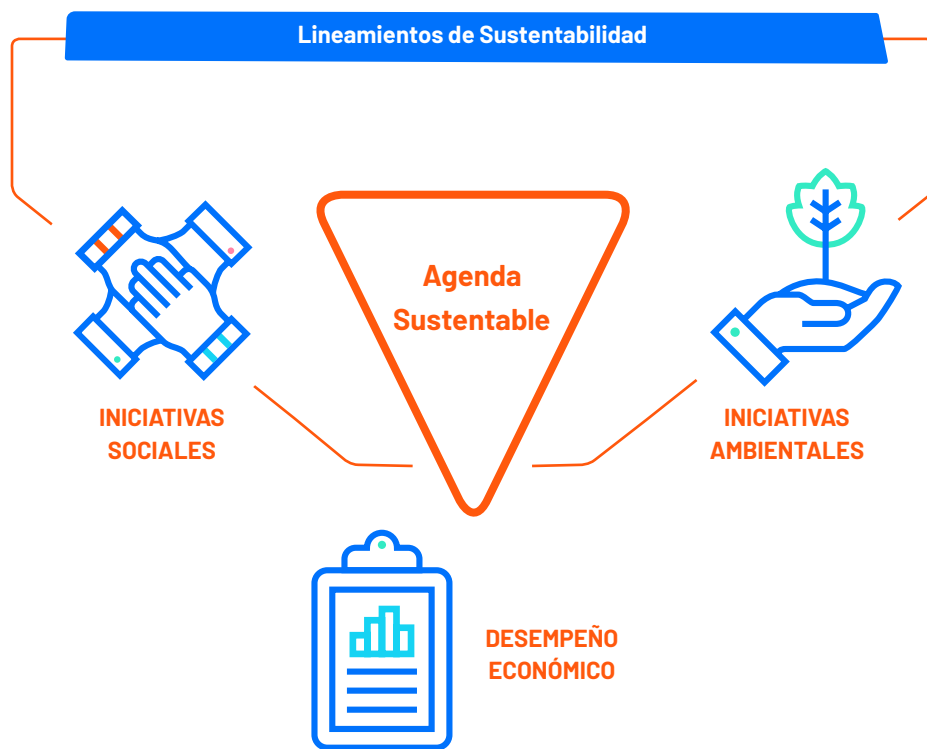 Lineamientos de Sustentabilidad
Agenda
Sustentable
INICIATIVAS
SOCIALES
INICIATIVAS
AMBIENTALES
DESEMPEÑO
ECONÓMICO